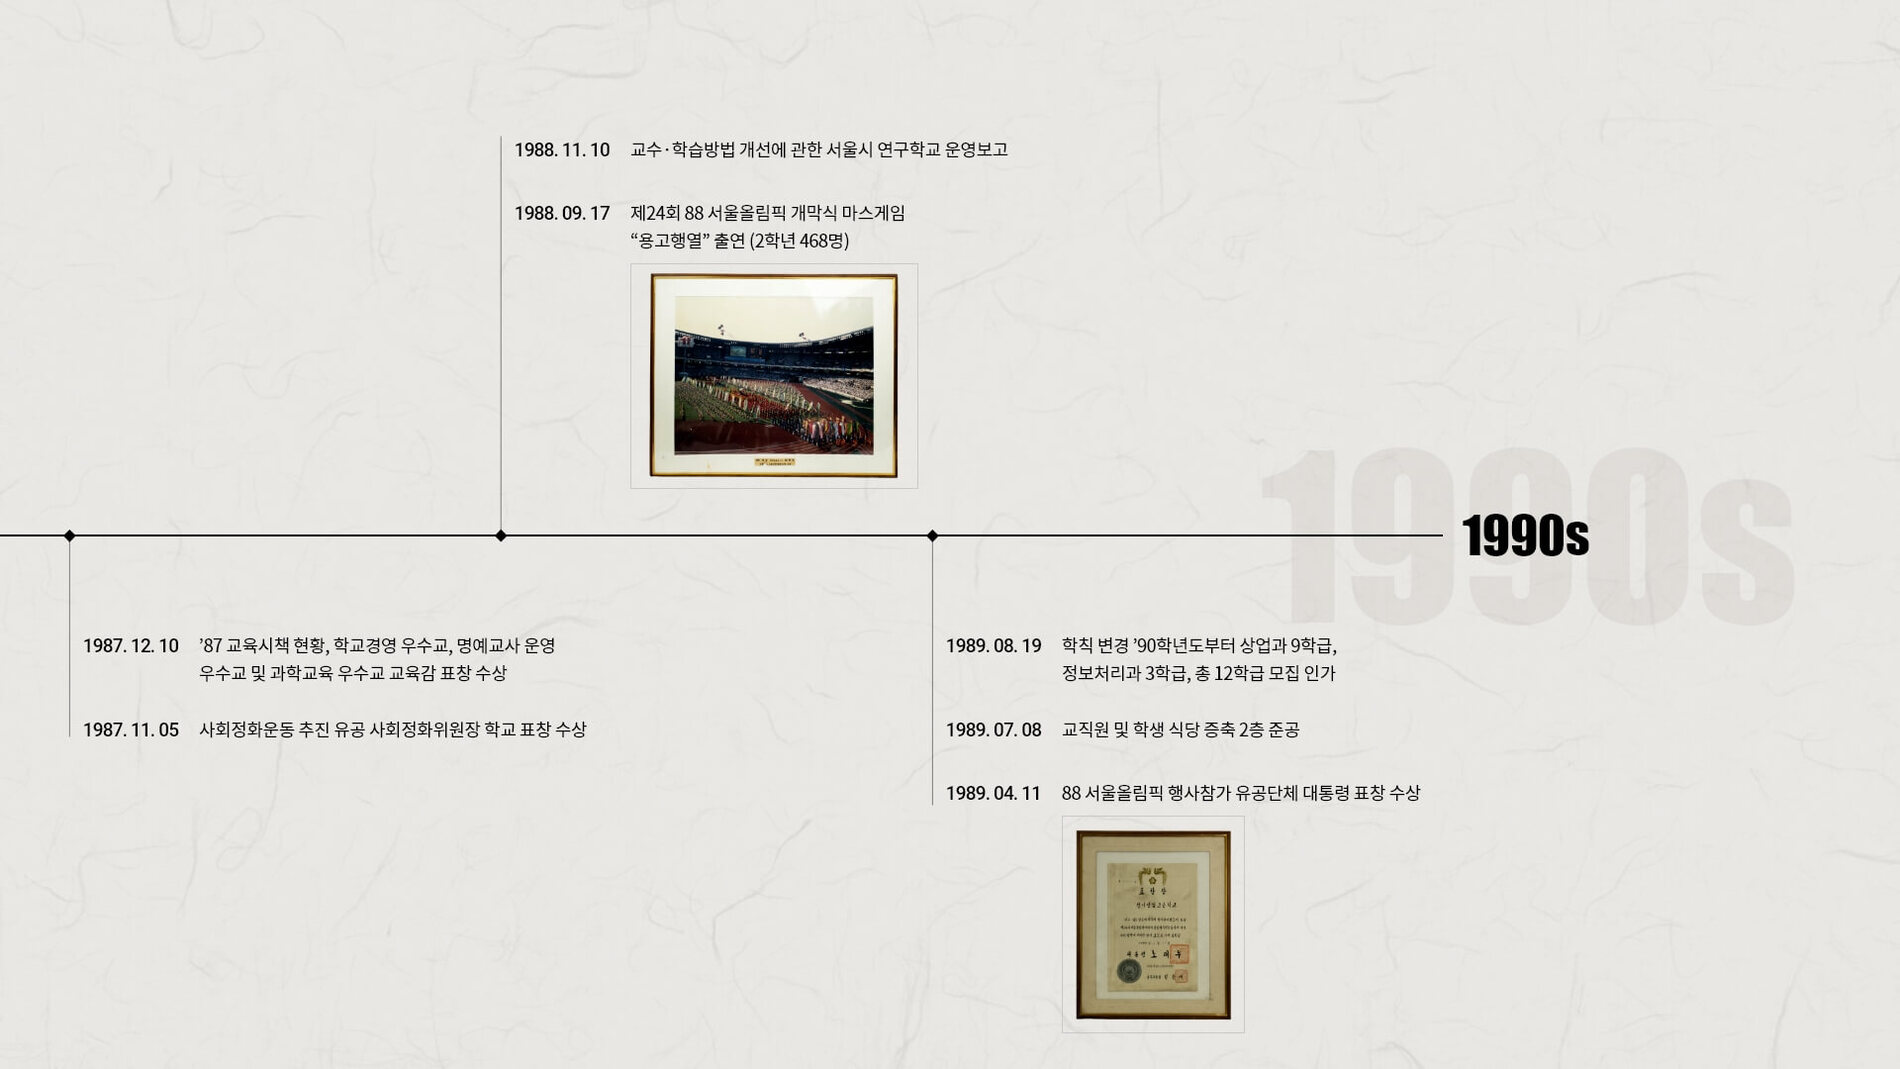 1988. 11. 10 교수·학습방법 개선에 관한 서울시 연구학교 운영보고
1988. 09. 17 제24회 88 서울올림픽 개막식 마스게임
“용고행열” 출연 (2학년 468명)
1990s
1990s
1987. 12. 10 ’87 교육시책 현황, 학교경영 우수교, 명예교사 운영
우수교 및 과학교육 우수교 교육감 표창 수상
1987. 11. 05 사회정화운동 추진 유공 사회정화위원장 학교 표창 수상
1989. 08. 19 학칙 변경 ’90학년도부터 상업과 9학급,
정보처리과 3학급, 총 12학급 모집 인가
1989. 07. 08 교직원 및 학생 식당 증축 2층 준공
1989. 04. 11 88 서울올림픽 행사참가 유공단체 대통령 표창 수상
표창장
대통령 노태우